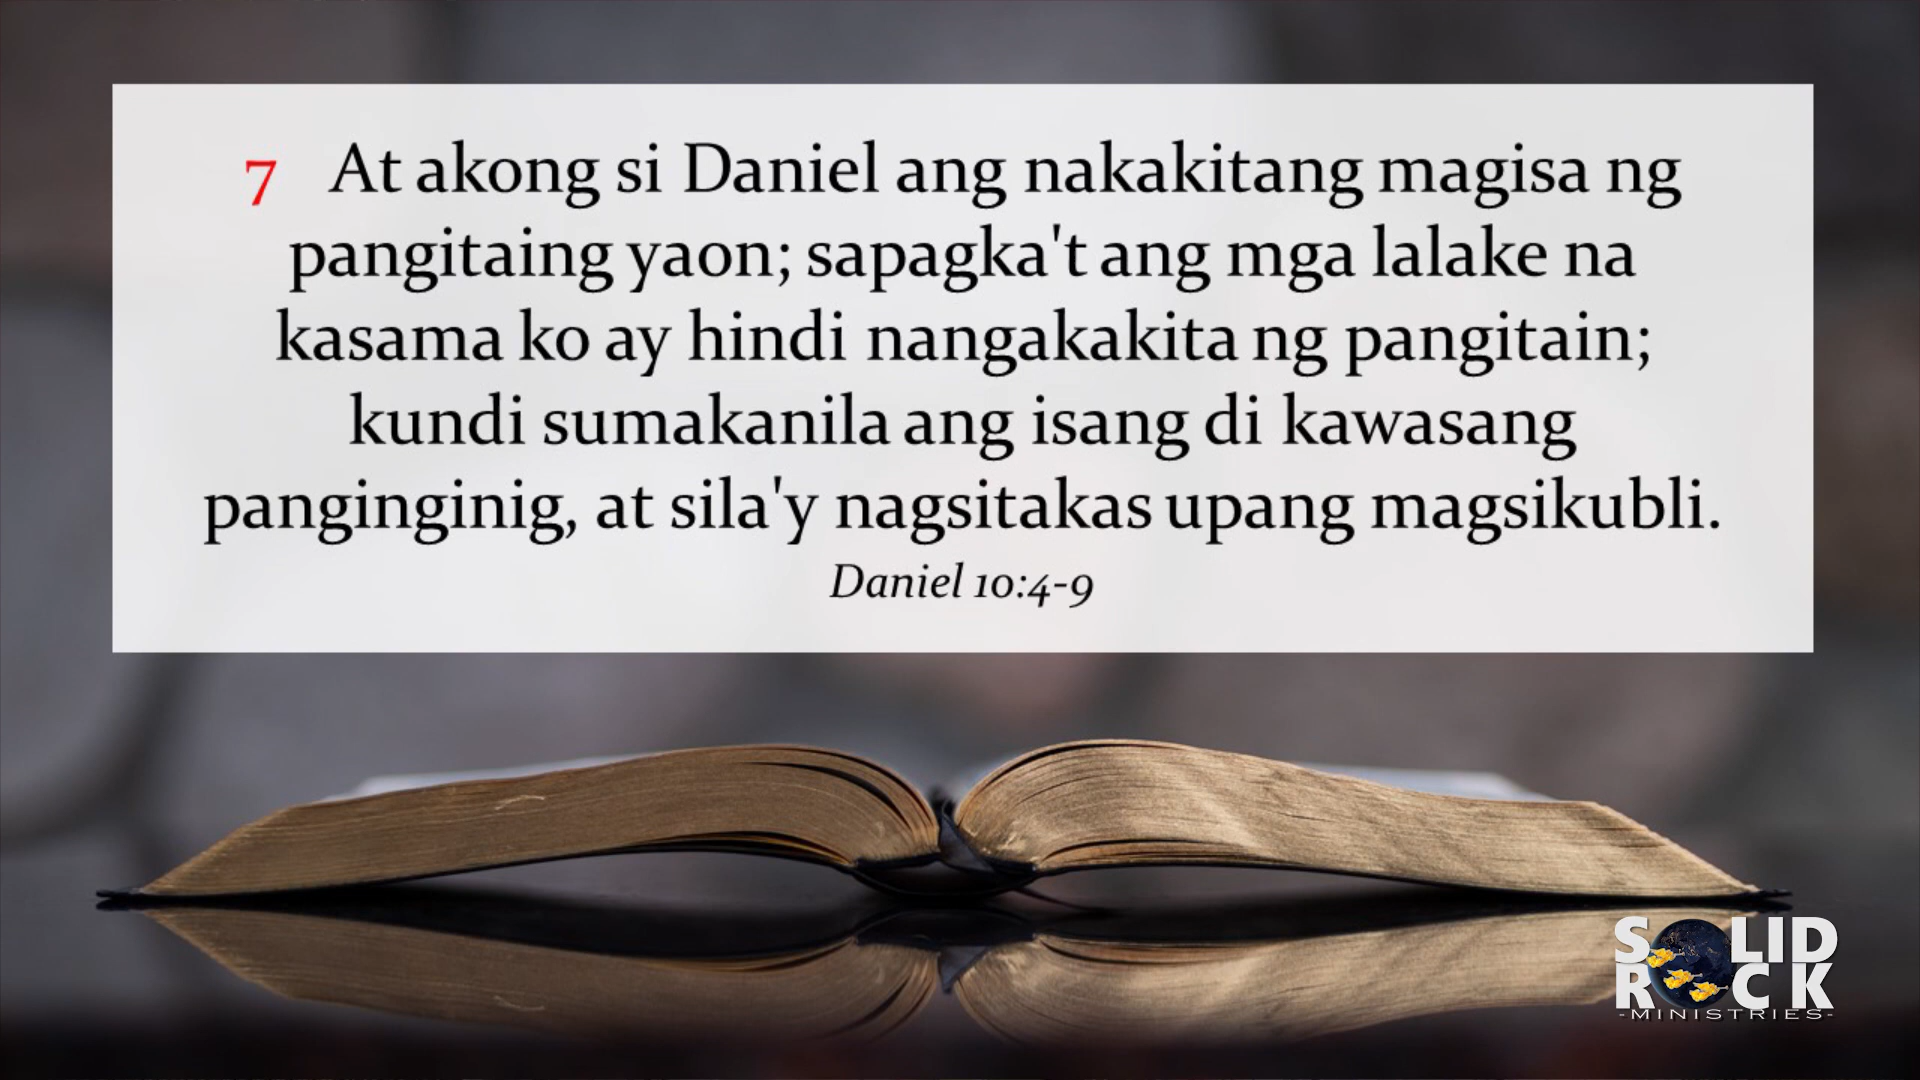 7 At akong si Daniel ang nakakitang magisa ng
pangitaing yaon; sapagka't ang mga lalake na
kasama ko ay hindi nangakakita ng pangitain;
kundi sumakanila ang isang di kawasang
panginginig, at sila'y nagsitakas upang magsikubli.
Daniel 10:4-9
SOLID
ROCK
-MINISTRIES-